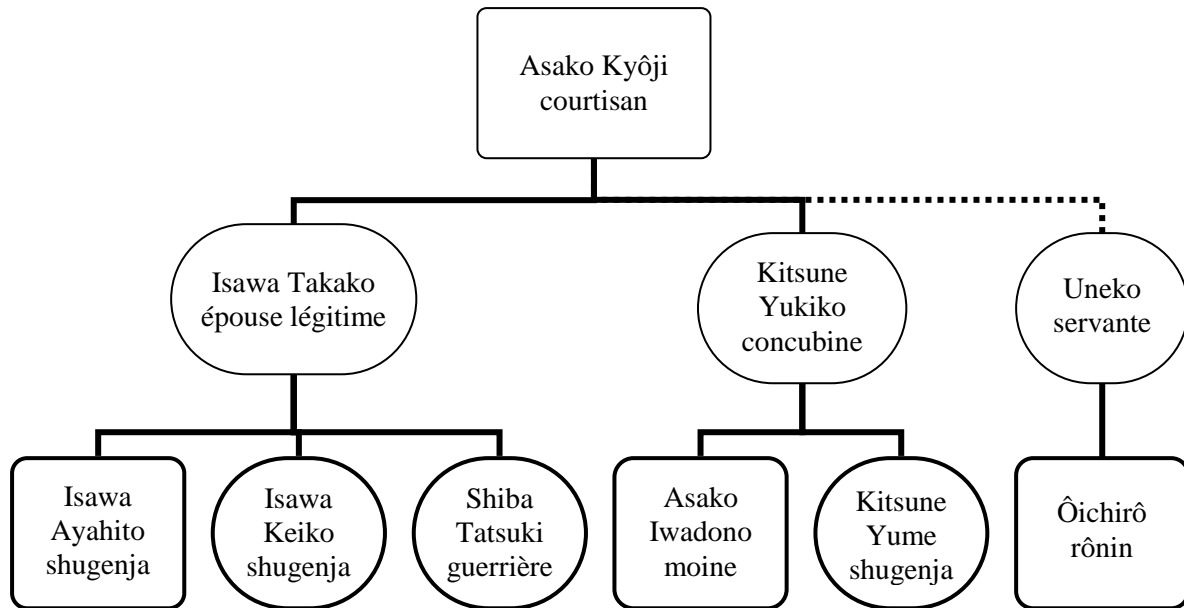 Asako Kyôji
courtisan
Isawa Takako
épouse légitime
Kitsune
Yukiko
concubine
Uneko
servante
Isawa
Ayahito
shugenja
Isawa
Keiko
shugenja
Shiba
Tatsuki
guerrière
Asako
Iwadono
moine
Kitsune
Yume
shugenja
Ôichirô
rônin